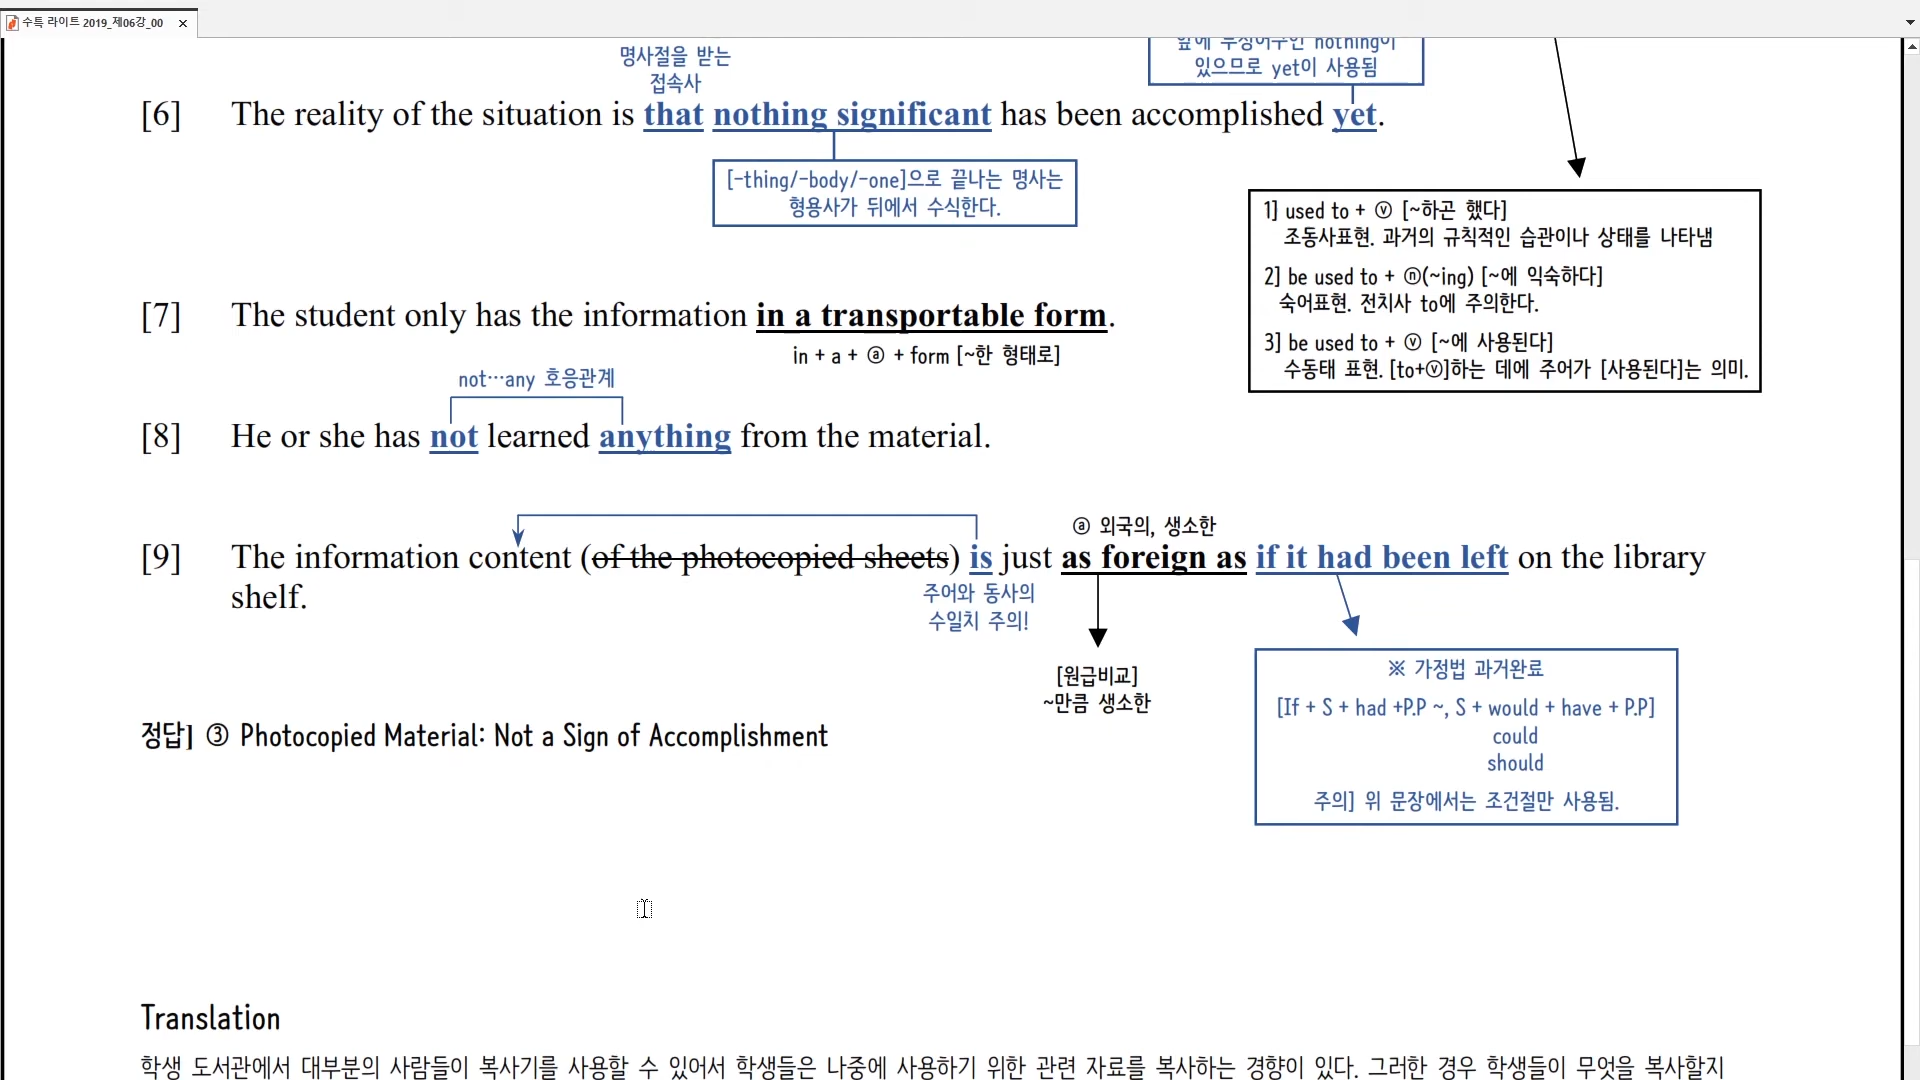 수특 라이트 2019_제06강_00
명사절을 받는
접속사
앞에 부정어구인 nothing이
있으므로 yet이 사용됨
[6] The reality of the situation is that nothing significant has been accomplished yet.
[-thing/-body/-one]으로 끝나는 명사는
형용사가 뒤에서 수식한다.
1] used to + ⓥ [~하곤 했다]
조동사표현. 과거의 규칙적인 습관이나 상태를 나타냄
2] be used to + ⓝ(~ing) [~에 익숙하다]
숙어표현. 전치사 to에 주의한다.
3] be used to + ⓥ [~에 사용된다]
수동태 표현. [to+ⓥ]하는 데에 주어가 [사용된다]는 의미.
[7] The student only has the information in a transportable form.
in + a + ⓐ + form [~한 형태로]
not…any 호응관계
[8] He or she has not learned anything from the material.
ⓐ 외국의, 생소한
[9] The information content (of the photocopied sheets) is just as foreign as if it had been left on the library
shelf.
주어와 동사의
수일치 주의!
[원급비교]
~만큼 생소한
※ 가정법 과거완료
[If + S + had +P.P ~, S + would + have + P.P]
could
should
주의] 위 문장에서는 조건절만 사용됨.
정답] ③ Photocopied Material: Not a Sign of Accomplishment
Translation
학생 도서관에서 대부분의 사람들이 복사기를 사용할 수 있어서 학생들은 나중에 사용하기 위한 관련 자료를 복사하는 경향이 있다. 그러한 경우 학생들이 무엇을 복사할지